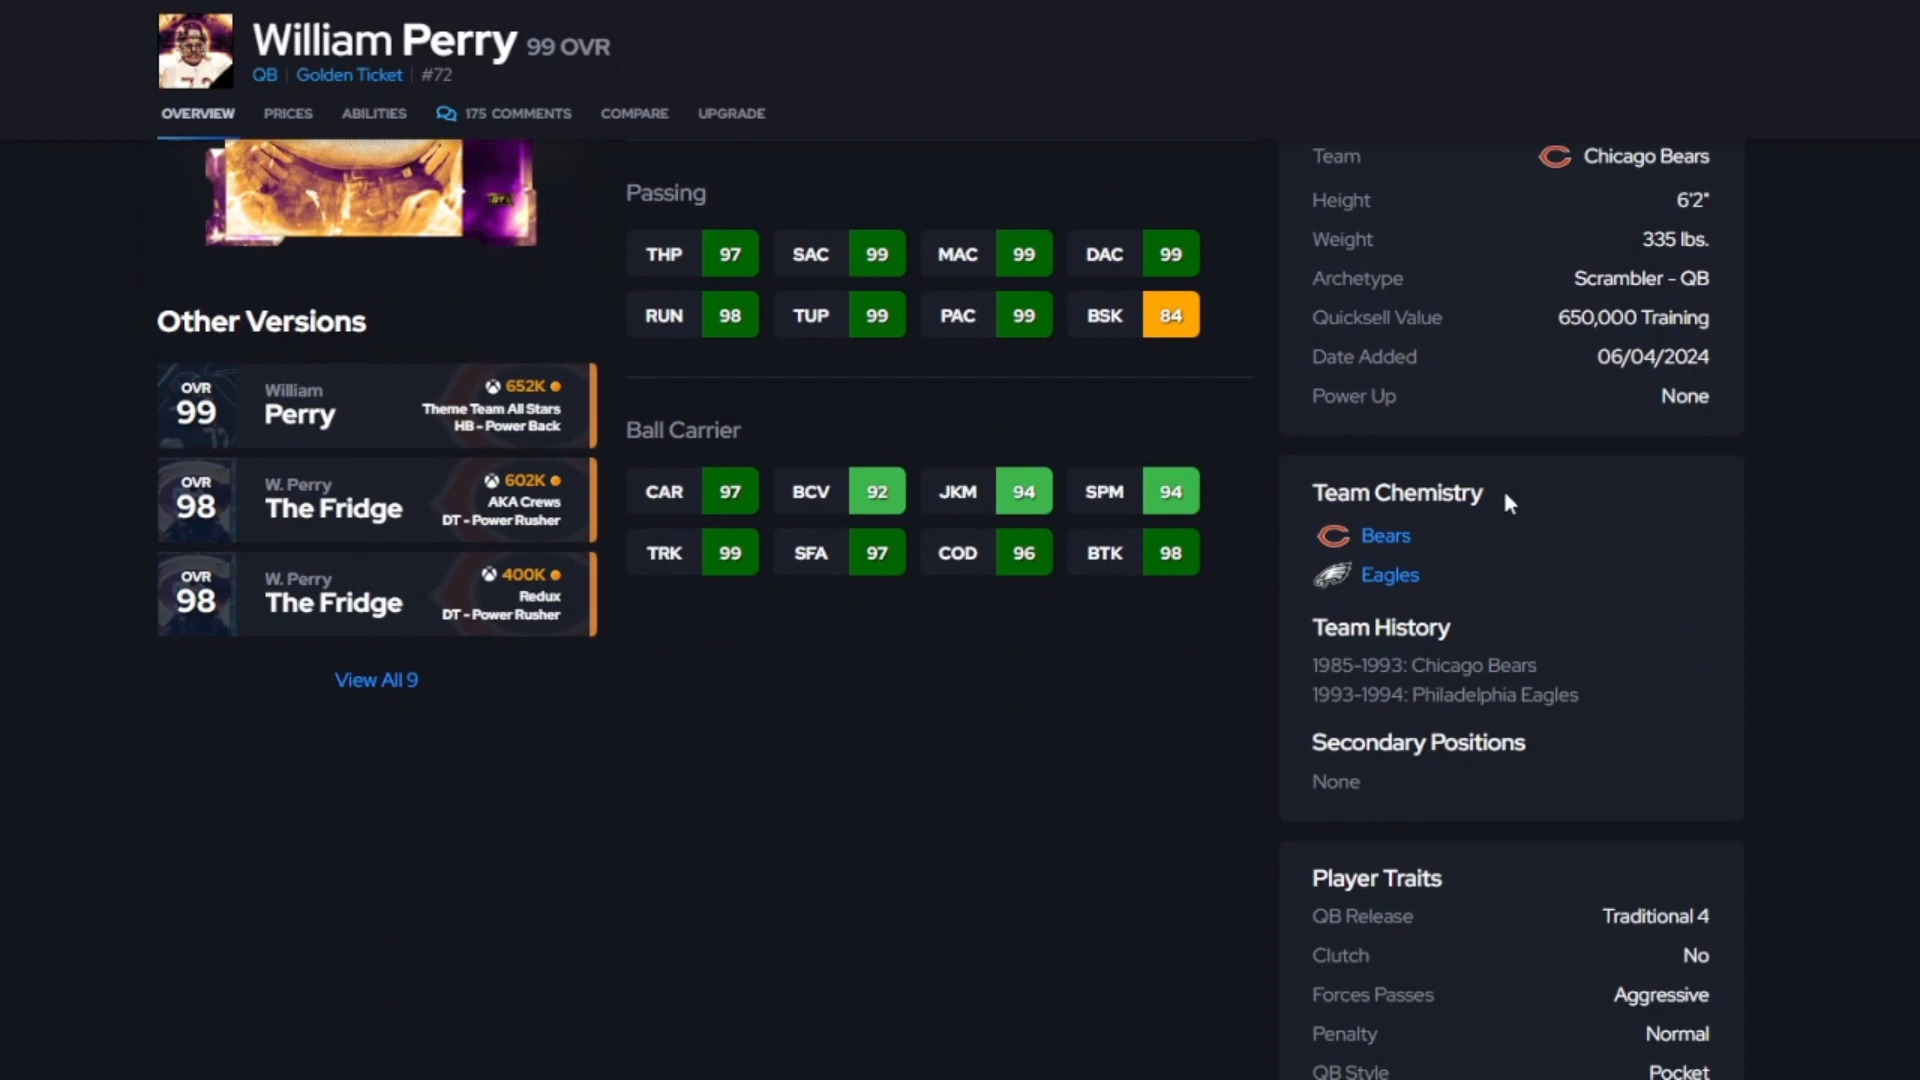 William Perry 99 OVR
QB | Golden Ticket | #72
OVERVIEW PRICES ABILITIES 175 COMMENTS COMPARE UPGRADE
Passing
THP 97 SAC 99 MAC 99 DAC 99
RUN 98 TUP 99 PAC 99 BSK 84
Ball Carrier
CAR 97 BCV 92 JKM 94 SPM 94
TRK 99 SFA 97 COD 96 BTK 98
Other Versions
OVR 99
William
Perry
652K
Theme Team All Stars
HB - Power Back
OVR 98
W. Perry
The Fridge
602K
AKA Crews
DT - Power Rusher
OVR 98
W. Perry
The Fridge
400K
Redux
DT - Power Rusher
View All 9
Team Chicago Bears
Height 6'2"
Weight 335 lbs.
Archetype Scrambler - QB
Quicksell Value 650,000 Training
Date Added 06/04/2024
Power Up None
Team Chemistry
Bears
Eagles
Team History
1985-1993: Chicago Bears
1993-1994: Philadelphia Eagles
Secondary Positions
None
Player Traits
QB Release Traditional 4
Clutch No
Forces Passes Aggressive
Penalty Normal
QB Style Pocket